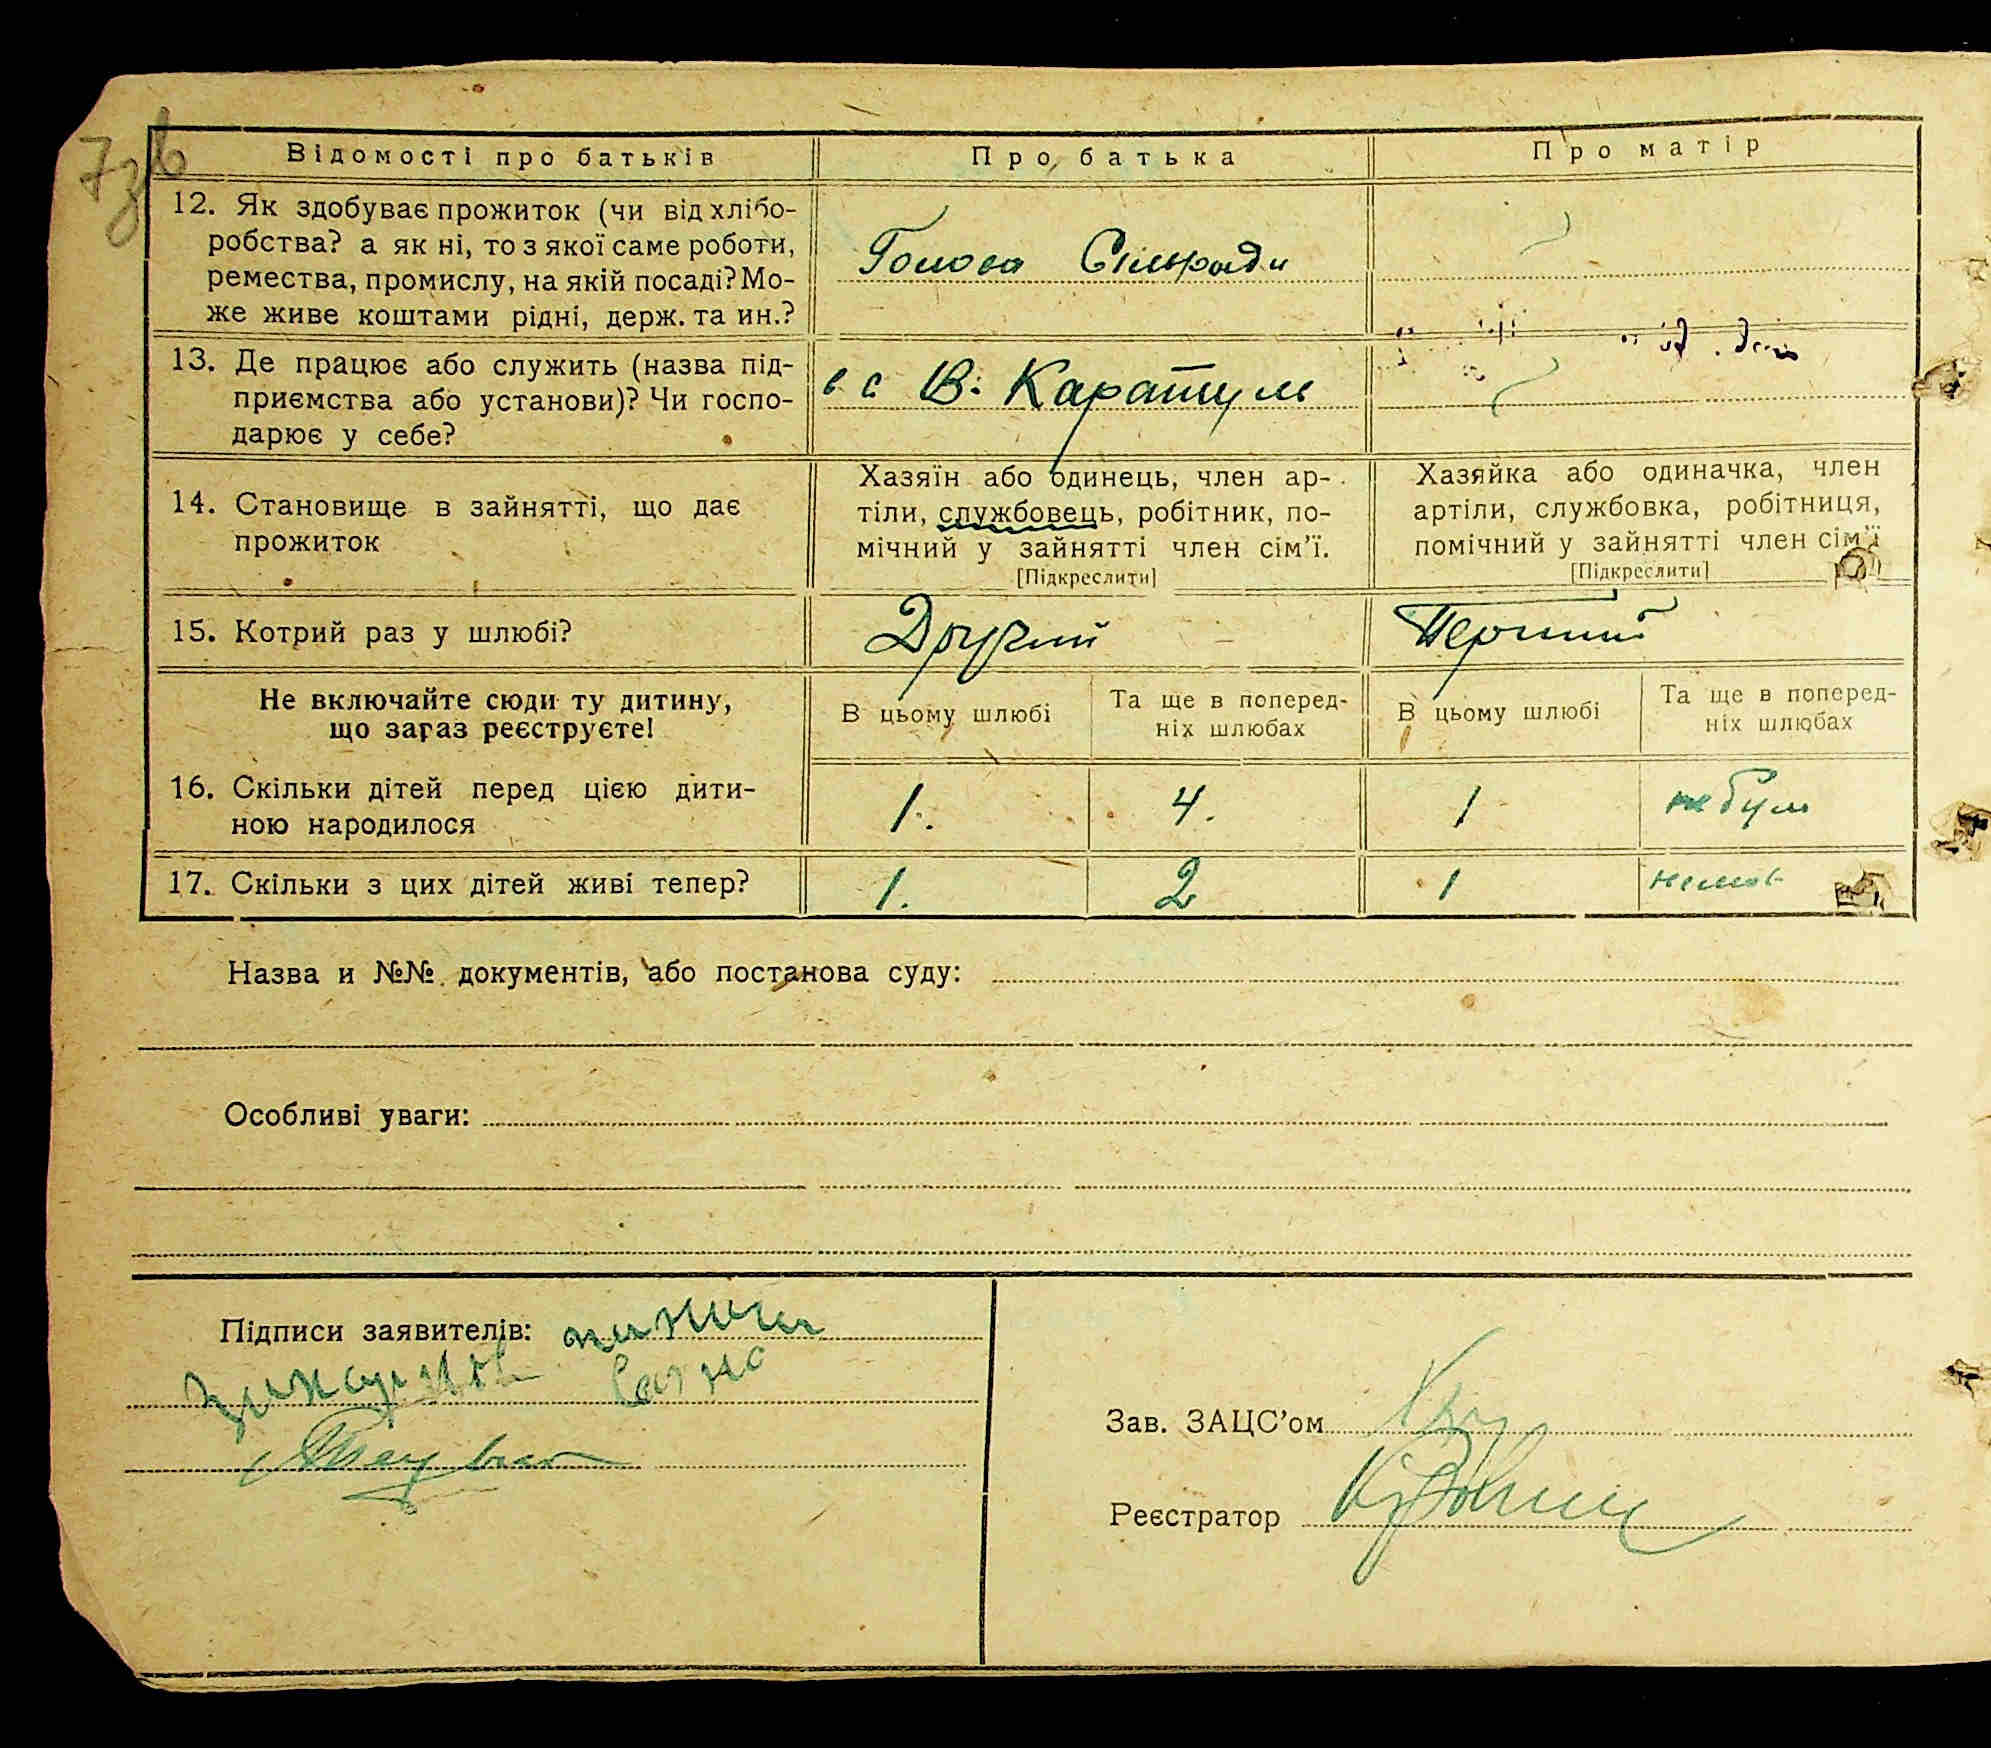 7зв
Відомості про батьків
Про батька
Про матір
12. Як здобуває прожиток (чи від хлібо-
робства? а як ні, то з якої саме роботи,
ремества, промислу, на якій посаді? Мо-
же живе коштами рідні, держ. та ин.?
Голова Сільради
13. Де працює або служить (назва під-
приємства або установи)? Чи госпо-
дарює у себе?
в с В. Каратуль
14. Становище в зайнятті, що дає
прожиток
Хазяїн або одинець, член ар-
тіли, службовець, робітник, по-
мічний у зайнятті член сім'ї.
[Підкреслити]
Хазяйка або одиначка, член
артіли, службовка, робітниця,
помічний у зайнятті член сім'ї
[Підкреслити]
15. Котрий раз у шлюбі?
Другий
Перший
Не включайте сюди ту дитину,
що зараз реєструєте!
В цьому шлюбі
Та ще в поперед-
ніх шлюбах
В цьому шлюбі
Та ще в поперед-
ніх шлюбах
16. Скільки дітей перед цією дити-
ною народилося
1.
4.
1
не бул
17. Скільки з цих дітей живі тепер?
1.
2
1
немає
Назва и №№ документів, або постанова суду:
Особливі уваги:
Підписи заявителів:
Зав. ЗАЦС'ом
Реєстратор